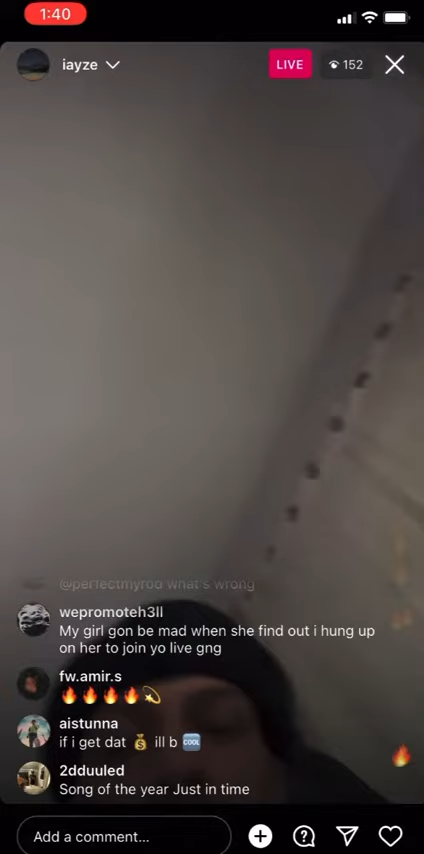 1:40
iayze
LIVE
152
@perfectmyroo what's wrong
wepromoteh3ll
My girl gon be mad when she find out i hung up
on her to join yo live gng
fw.amir.s
aistunna
if i get dat 💰 ill b 🆒
2dduuled
Song of the year Just in time
Add a comment...